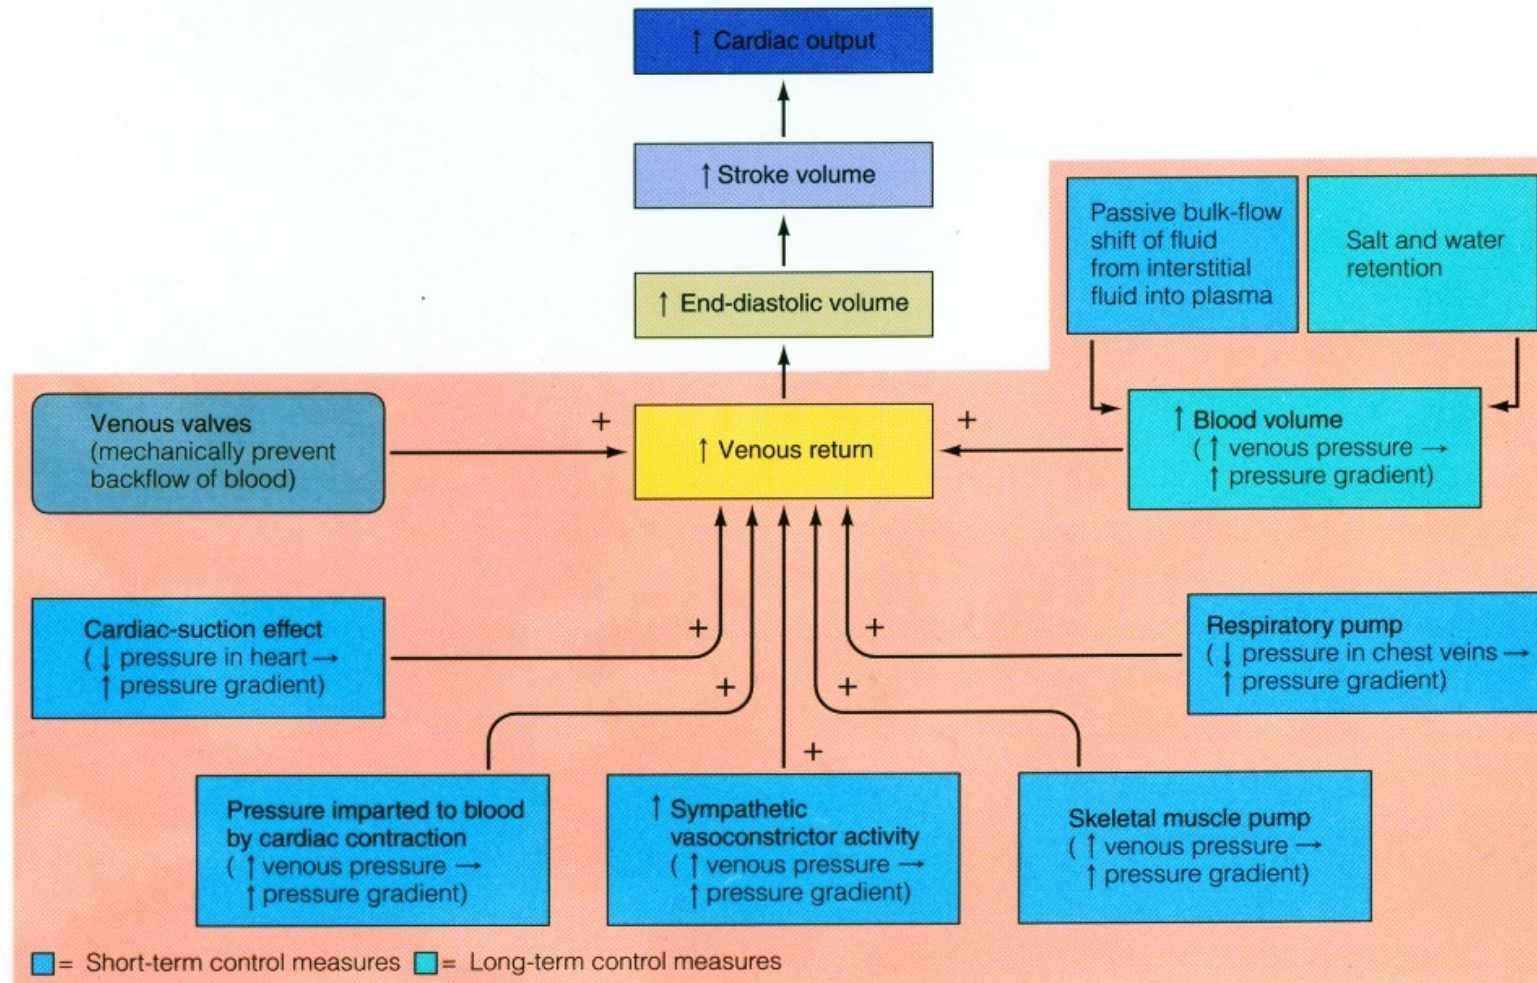 ↑ Cardiac output
↑ Stroke volume
↑ End-diastolic volume
Passive bulk-flow
shift of fluid
from interstitial
fluid into plasma
Salt and water
retention
Venous valves
(mechanically prevent
backflow of blood)
+
↑ Venous return
+
↑ Blood volume
(↑ venous pressure →
↑ pressure gradient)
Cardiac-suction effect
(↓ pressure in heart →
↑ pressure gradient)
+
+
Respiratory pump
(↓ pressure in chest veins →
↑ pressure gradient)
+
+
+
Pressure imparted to blood
by cardiac contraction
(↑ venous pressure →
↑ pressure gradient)
↑ Sympathetic
vasoconstrictor activity
(↑ venous pressure →
↑ pressure gradient)
Skeletal muscle pump
(↑ venous pressure →
↑ pressure gradient)
= Short-term control measures
= Long-term control measures